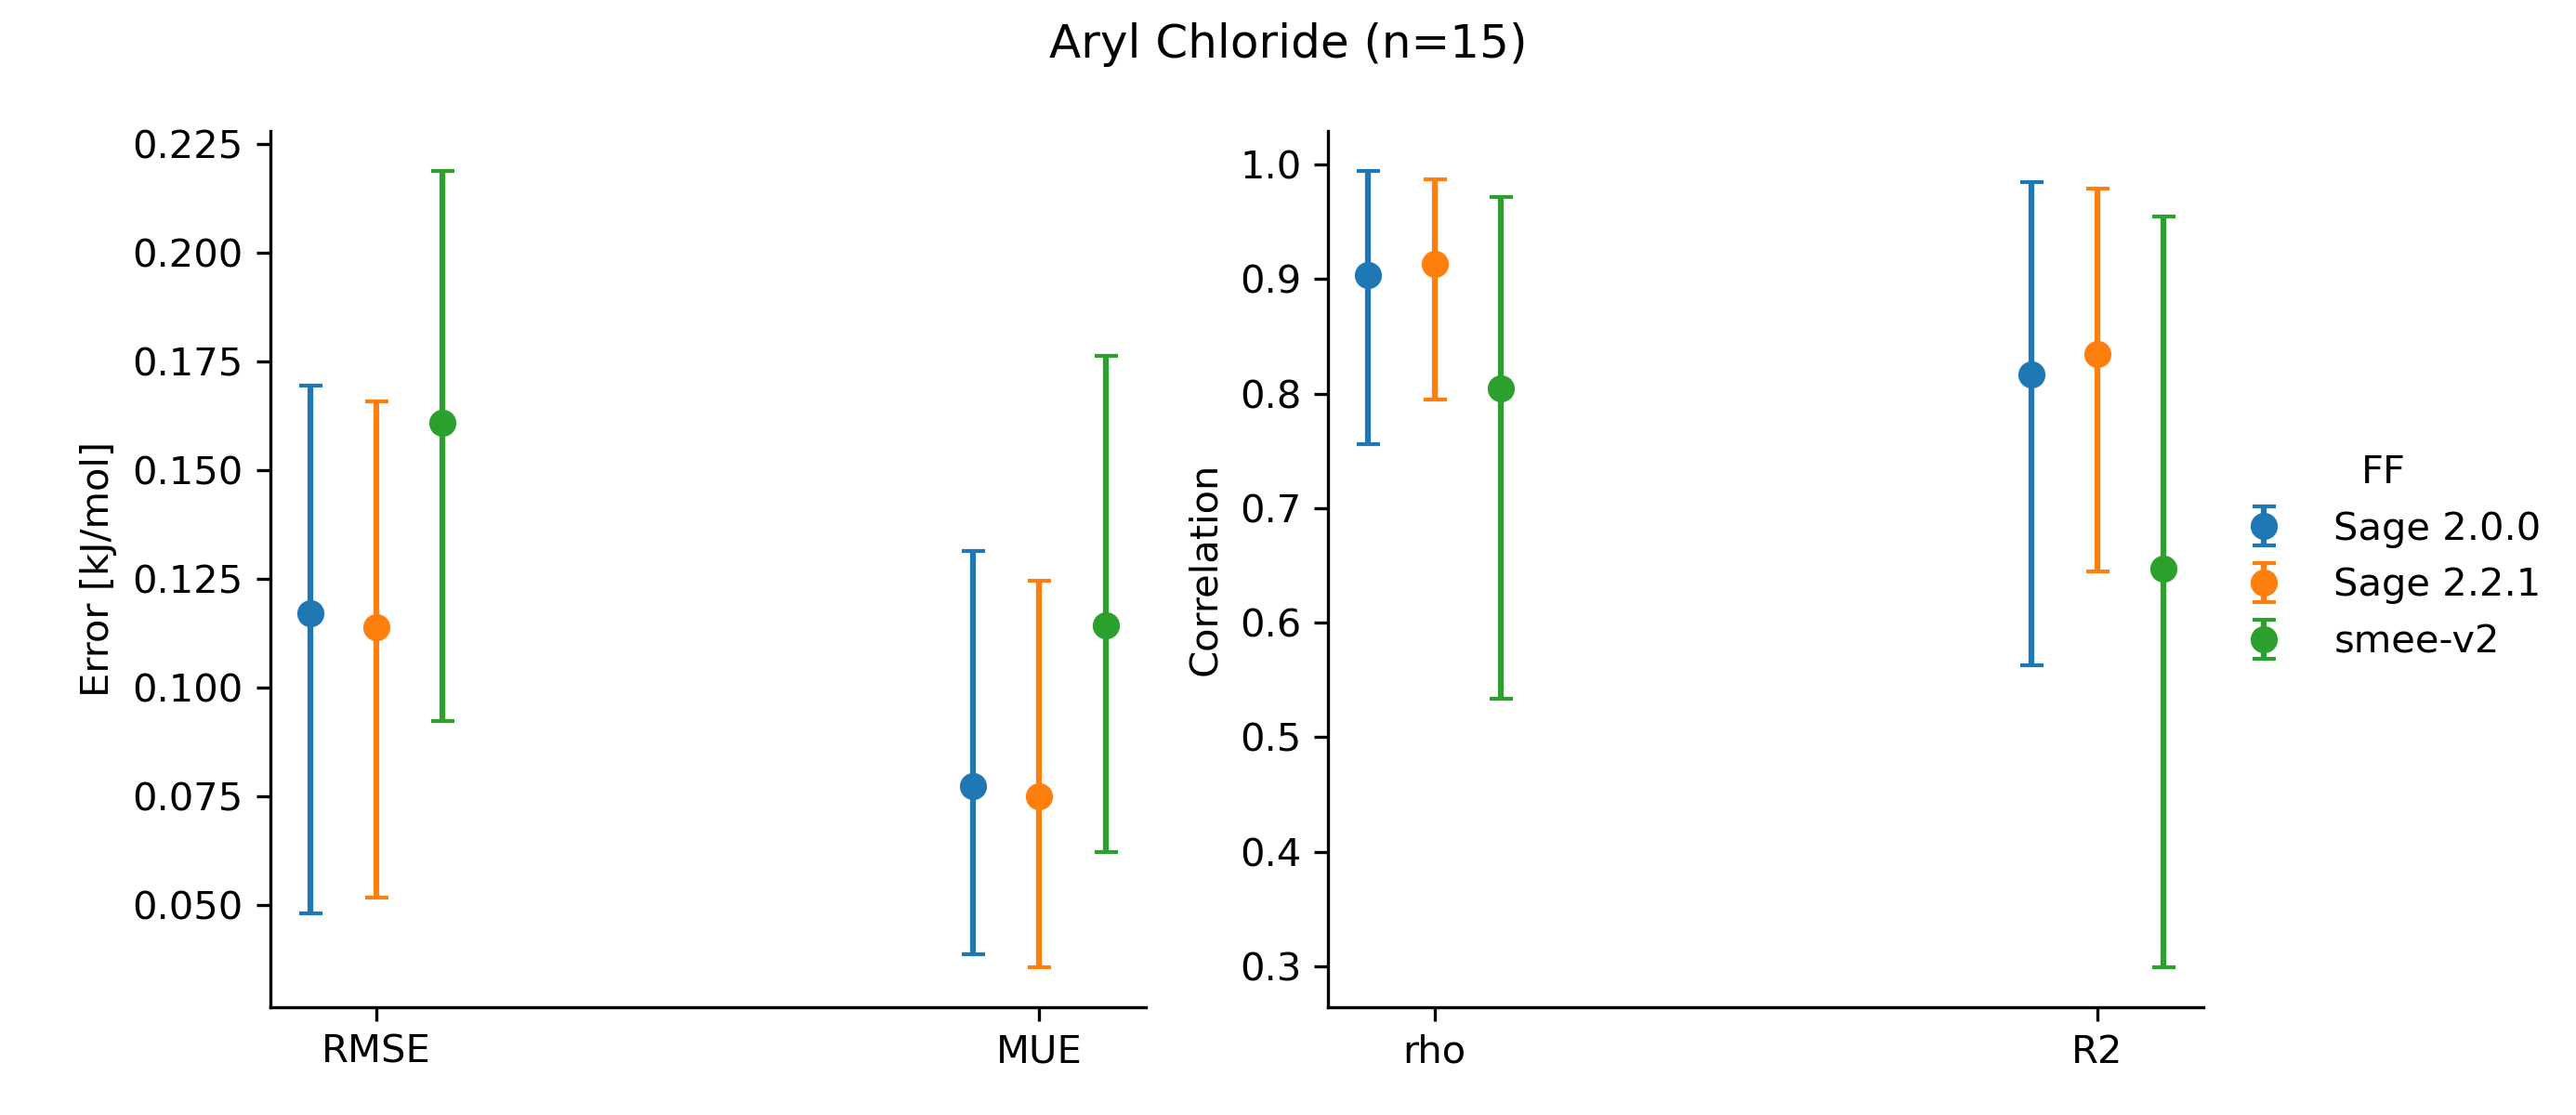 Aryl Chloride (n=15)
Error [kJ/mol]
0.225
0.200
0.175
0.150
0.125
0.100
0.075
0.050
RMSE
MUE
Correlation
1.0
0.9
0.8
0.7
0.6
0.5
0.4
0.3
rho
R2
FF
Sage 2.0.0
Sage 2.2.1
smee-v2